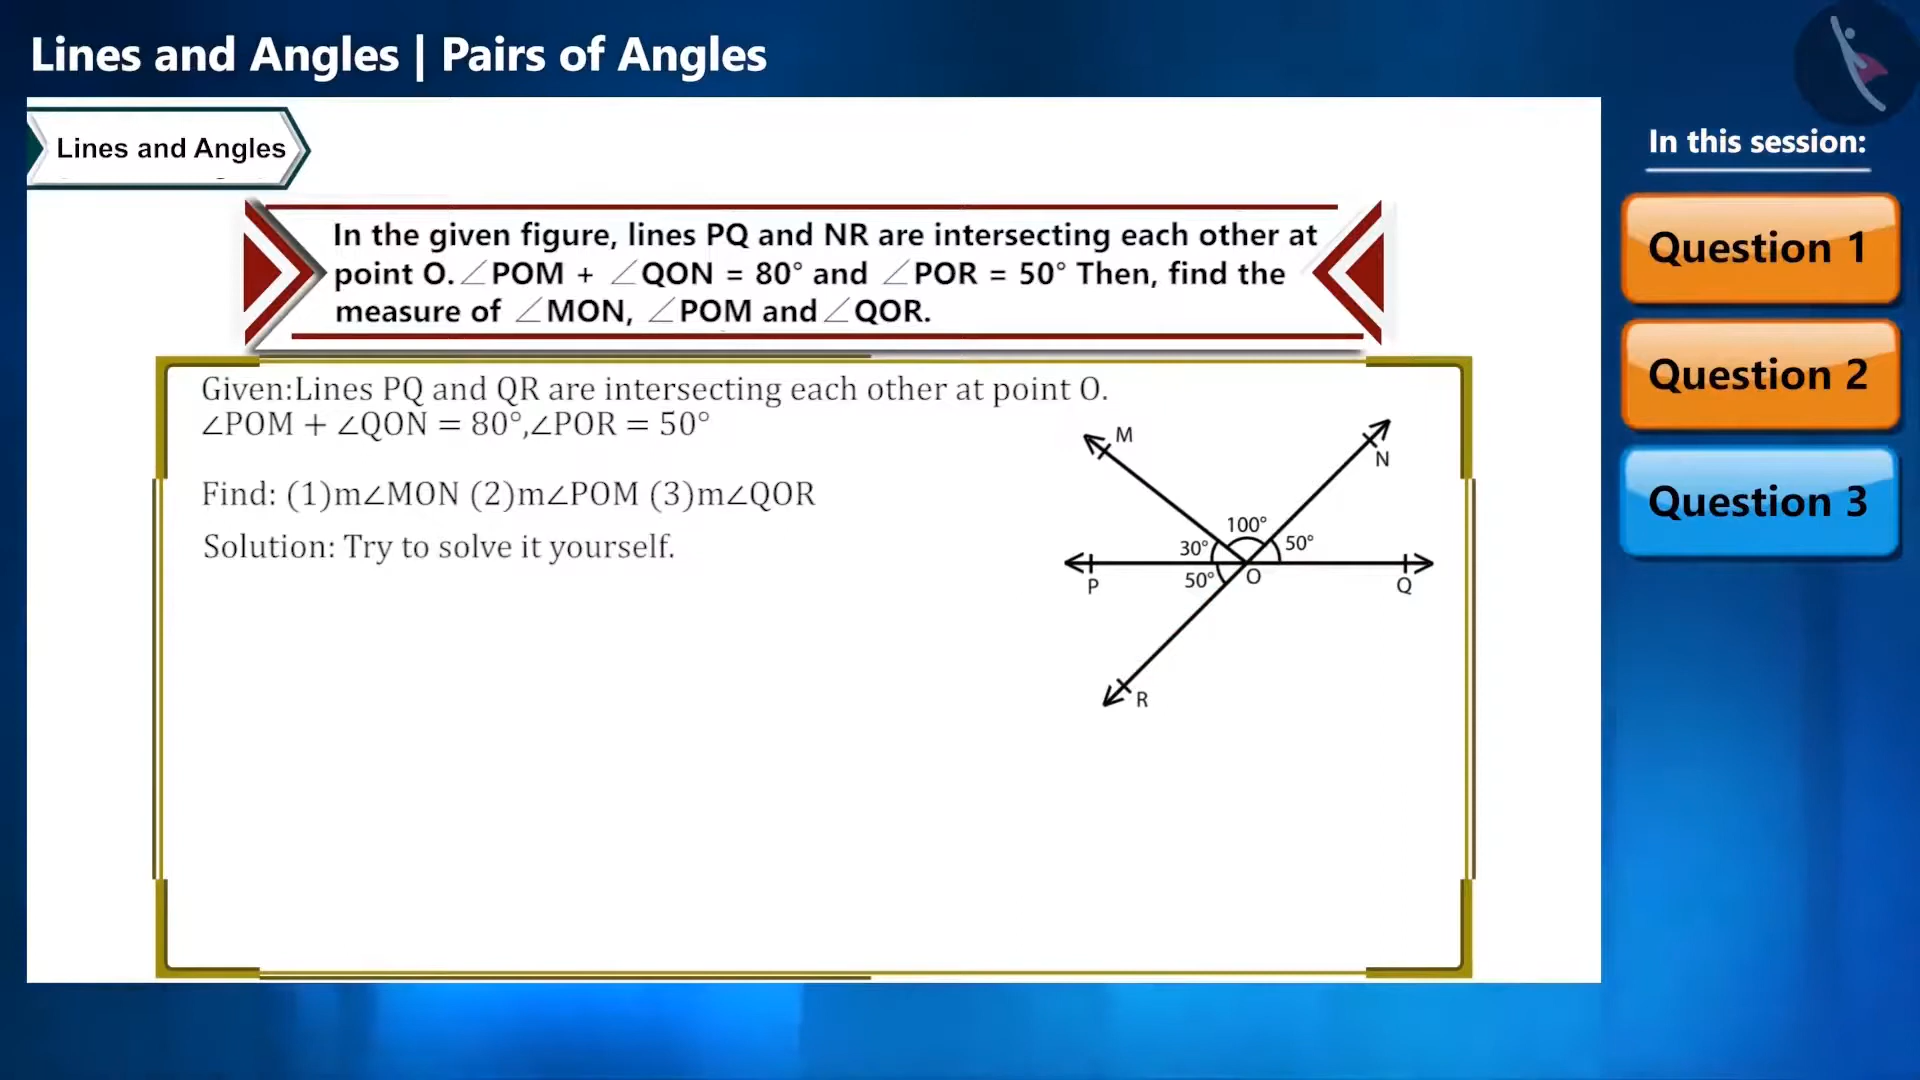 Lines and Angles | Pairs of Angles
Lines and Angles
In this session:
Question 1
Question 2
Question 3
In the given figure, lines PQ and NR are intersecting each other at
point O. ∠POM + ∠QON = 80° and ∠POR = 50° Then, find the
measure of ∠MON, ∠POM and ∠QOR.
Given:Lines PQ and QR are intersecting each other at point O.
∠POM + ∠QON = 80°,∠POR = 50°
Find: (1)m∠MON (2)m∠POM (3)m∠QOR
Solution: Try to solve it yourself.
M
N
100°
30°
50°
50°
O
P
Q
R